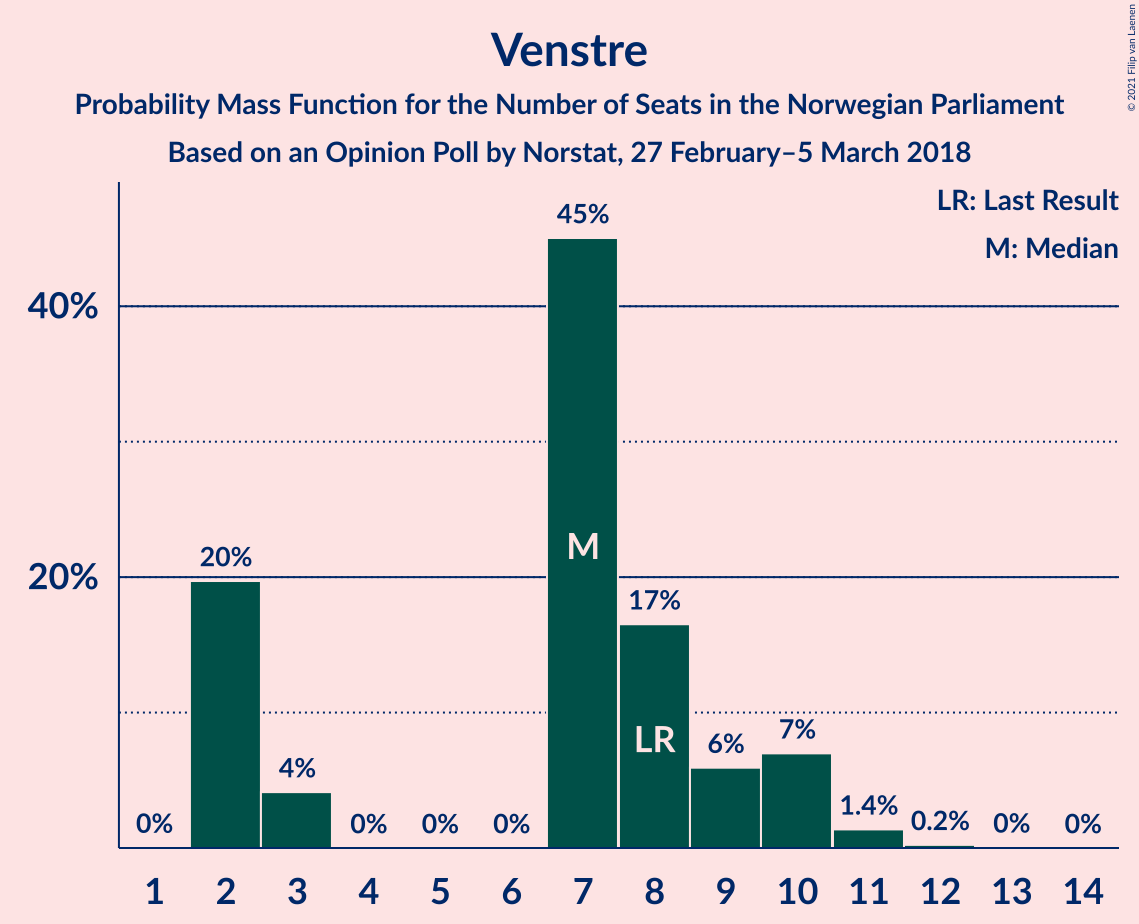 © 2021 Filip van Laenen
Venstre
Probability Mass Function for the Number of Seats in the Norwegian Parliament
Based on an Opinion Poll by Norstat, 27 February–5 March 2018
LR: Last Result
M: Median
40%
20%
0%
20%
4%
0%
0%
0%
45%
17%
6%
7%
1.4%
0.2%
0%
0%
M
LR
1 2 3 4 5 6 7 8 9 10 11 12 13 14